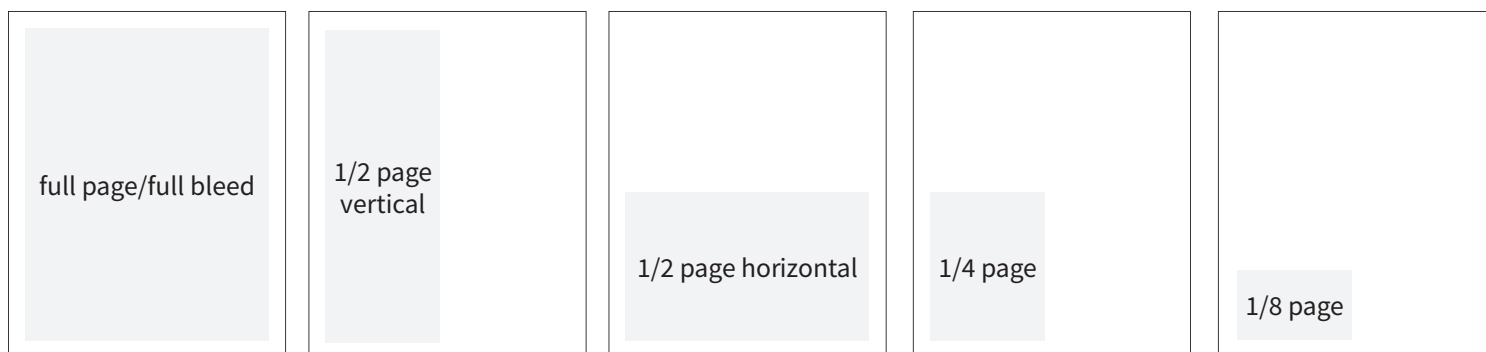 full page/full bleed
1/2 page
vertical
1/2 page horizontal
1/4 page
1/8 page